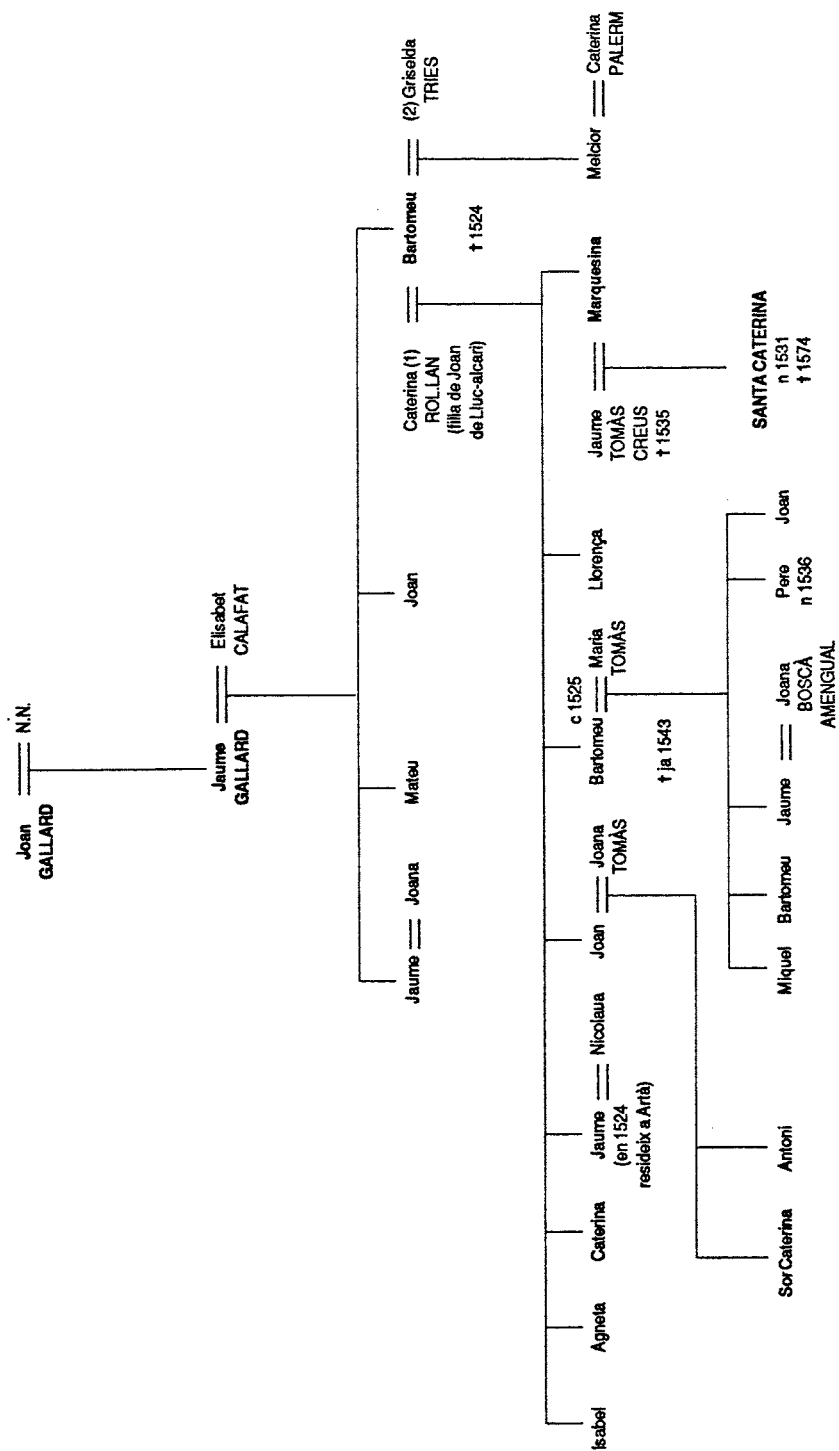 Joan
GALLARD
N.N.
Jaume
GALLARD
Elisabet
CALAFAT
Jaume
Joana
Mateu
Joan
Caterina (1)
ROL.LAN
(filla de Joan
de Lluc-alcari)
Bartomeu
† 1524
(2) Griselda
TRIES
Isabel
Agneta
Caterina
Jaume
(en 1524
resideix a Artà)
Nicolaua
Joan
Joana
TOMÀS
c 1525
Bartomeu
† ja 1543
Maria
TOMÀS
Llorença
Jaume
TOMÀS
CREUS
† 1535
Marquesina
Melcior
Caterina
PALERM
Sor Caterina
Antoni
Miquel
Bartomeu
Jaume
Joana
BOSCÀ
AMENGUAL
Pere
n 1536
Joan
SANTA CATERINA
n 1531
† 1574